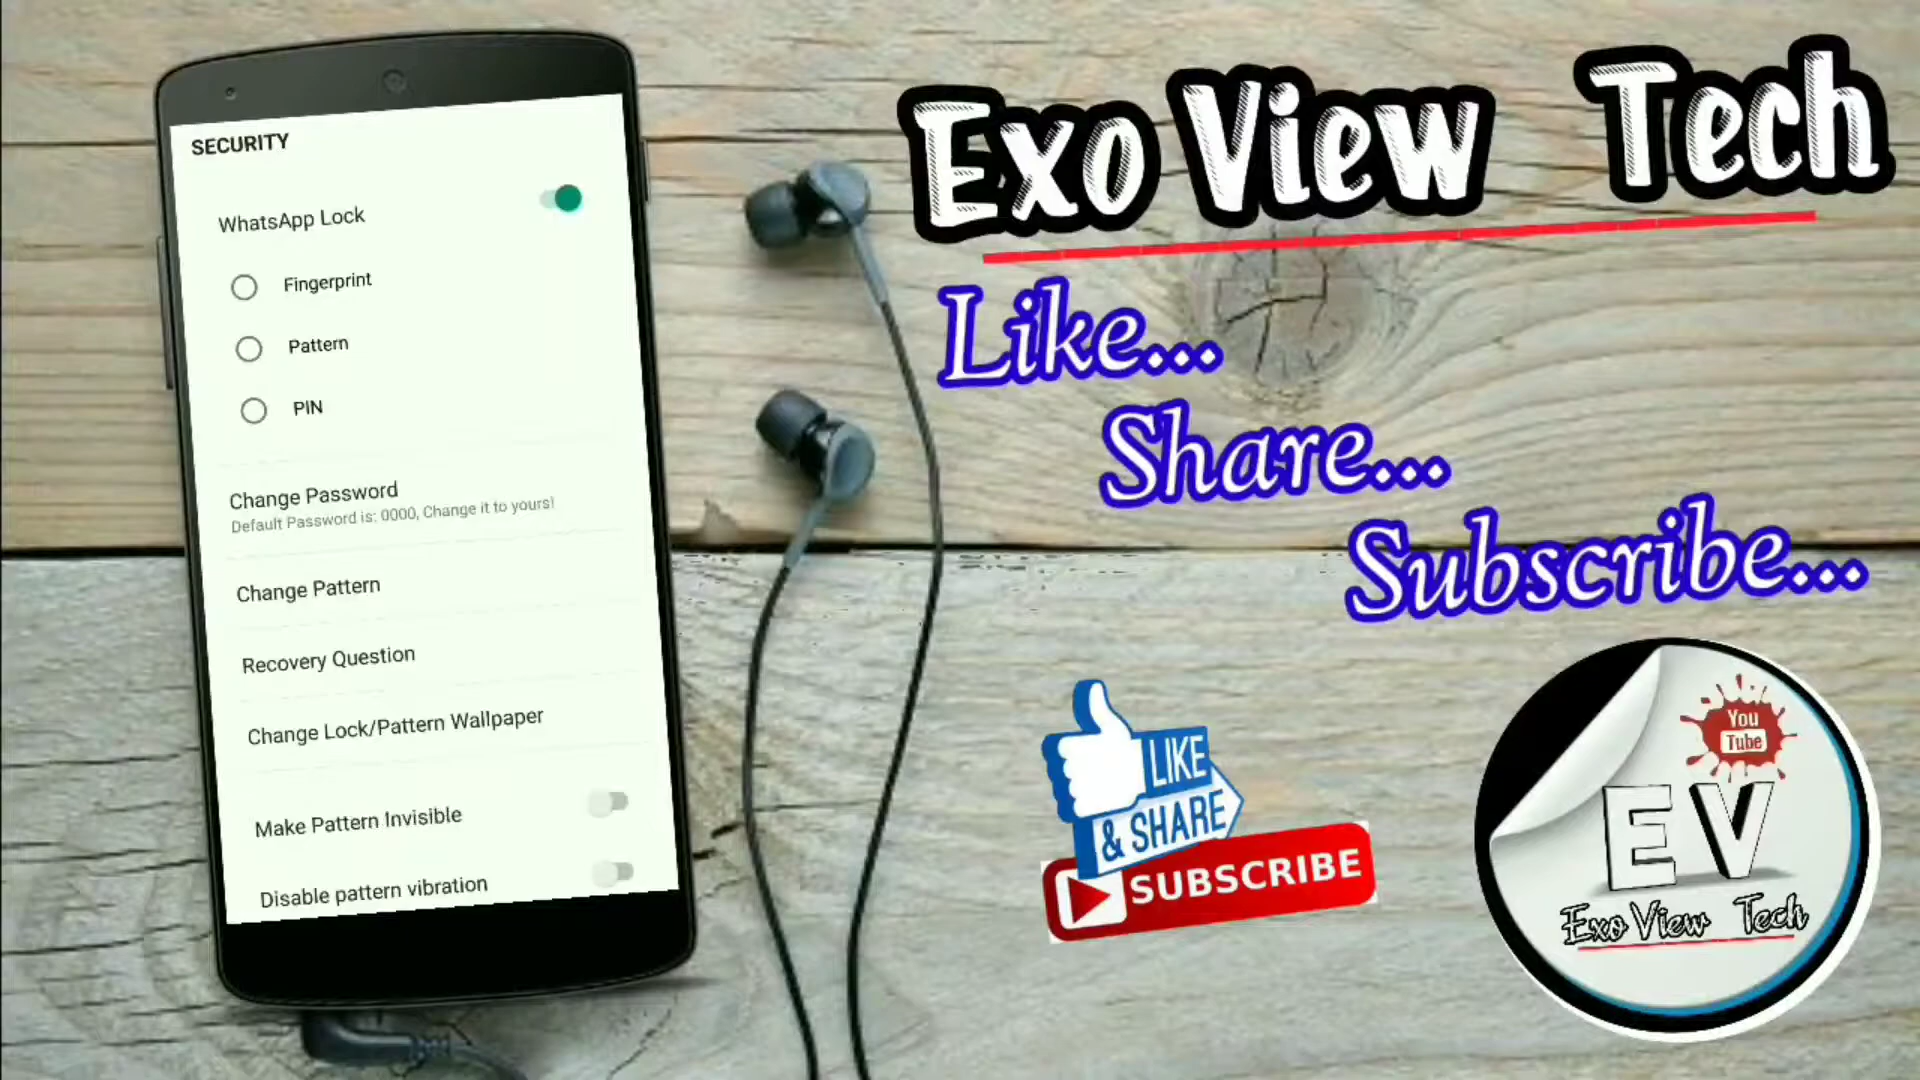 SECURITY
WhatsApp Lock
Fingerprint
Pattern
PIN
Change Password
Default Password is: 0000, Change it to yours!
Change Pattern
Recovery Question
Change Lock/Pattern Wallpaper
Make Pattern Invisible
Disable pattern vibration
Exo View Tech
Like...
Share...
Subscribe...
LIKE
& SHARE
SUBSCRIBE
You
Tube
EV
Exo View Tech